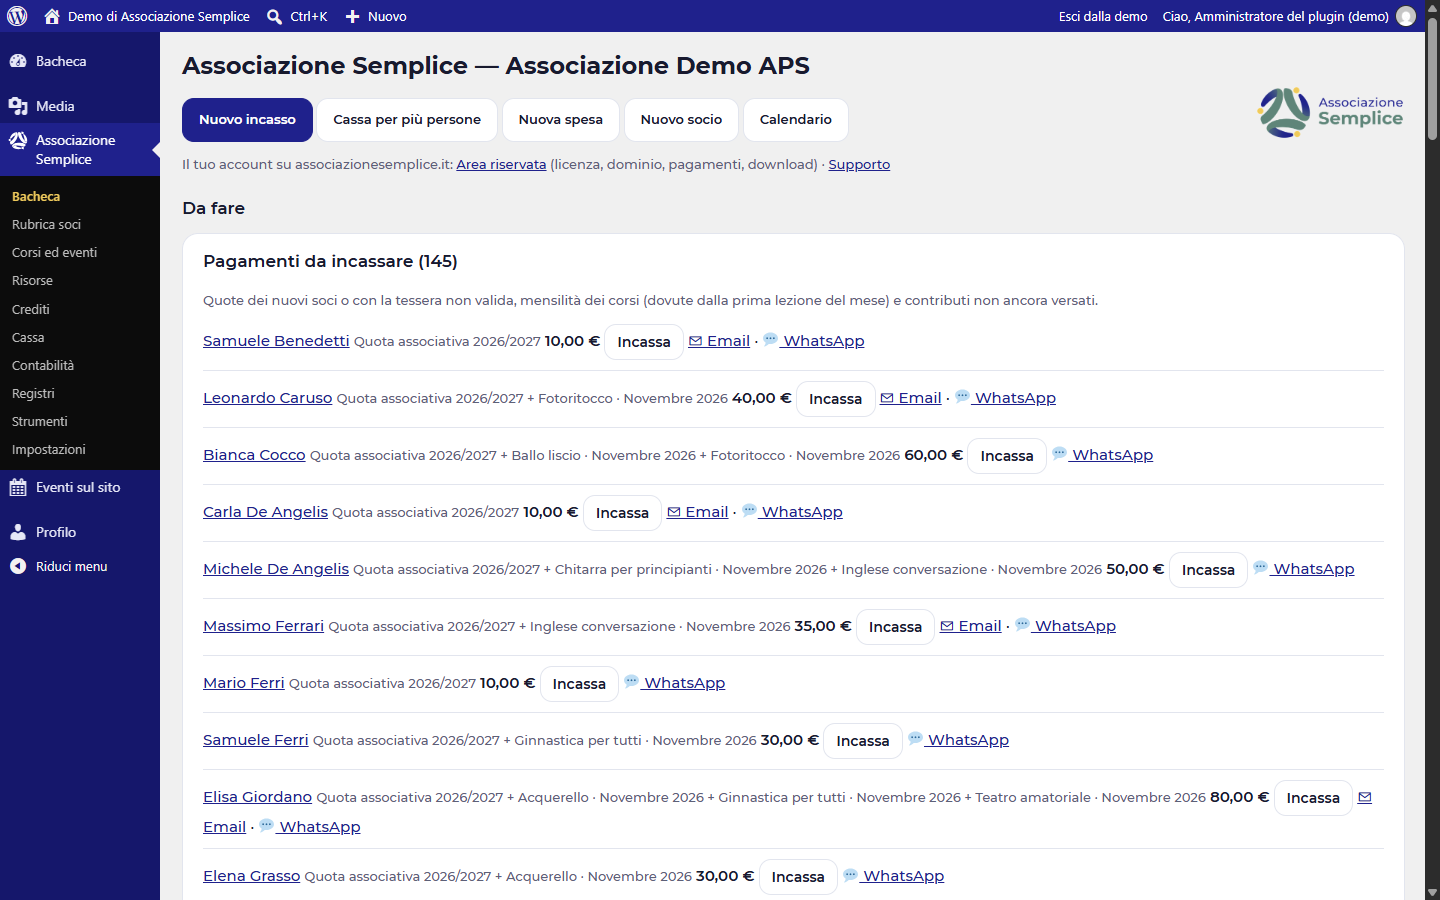 Demo di Associazione Semplice Ctrl+K Nuovo Esci dalla demo Ciao, Amministratore del plugin (demo)
Bacheca
Media
Associazione
Semplice
Bacheca
Rubrica soci
Corsi ed eventi
Risorse
Crediti
Cassa
Contabilità
Registri
Strumenti
Impostazioni
Eventi sul sito
Profilo
Riduci menu
Associazione Semplice — Associazione Demo APS
Nuovo incasso Cassa per più persone Nuova spesa Nuovo socio Calendario
Associazione
Semplice
Il tuo account su associazionesemplice.it: Area riservata (licenza, dominio, pagamenti, download) · Supporto
Da fare
Pagamenti da incassare (145)
Quote dei nuovi soci o con la tessera non valida, mensilità dei corsi (dovute dalla prima lezione del mese) e contributi non ancora versati.
Samuele Benedetti Quota associativa 2026/2027 10,00 € Incassa Email · WhatsApp
Leonardo Caruso Quota associativa 2026/2027 + Fotoritocco · Novembre 2026 40,00 € Incassa Email · WhatsApp
Bianca Cocco Quota associativa 2026/2027 + Ballo liscio · Novembre 2026 + Fotoritocco · Novembre 2026 60,00 € Incassa WhatsApp
Carla De Angelis Quota associativa 2026/2027 10,00 € Incassa Email · WhatsApp
Michele De Angelis Quota associativa 2026/2027 + Chitarra per principianti · Novembre 2026 + Inglese conversazione · Novembre 2026 50,00 € Incassa WhatsApp
Massimo Ferrari Quota associativa 2026/2027 + Inglese conversazione · Novembre 2026 35,00 € Incassa Email · WhatsApp
Mario Ferri Quota associativa 2026/2027 10,00 € Incassa WhatsApp
Samuele Ferri Quota associativa 2026/2027 + Ginnastica per tutti · Novembre 2026 30,00 € Incassa WhatsApp
Elisa Giordano Quota associativa 2026/2027 + Acquerello · Novembre 2026 + Ginnastica per tutti · Novembre 2026 + Teatro amatoriale · Novembre 2026 80,00 € Incassa
Email · WhatsApp
Elena Grasso Quota associativa 2026/2027 + Acquerello · Novembre 2026 30,00 € Incassa WhatsApp